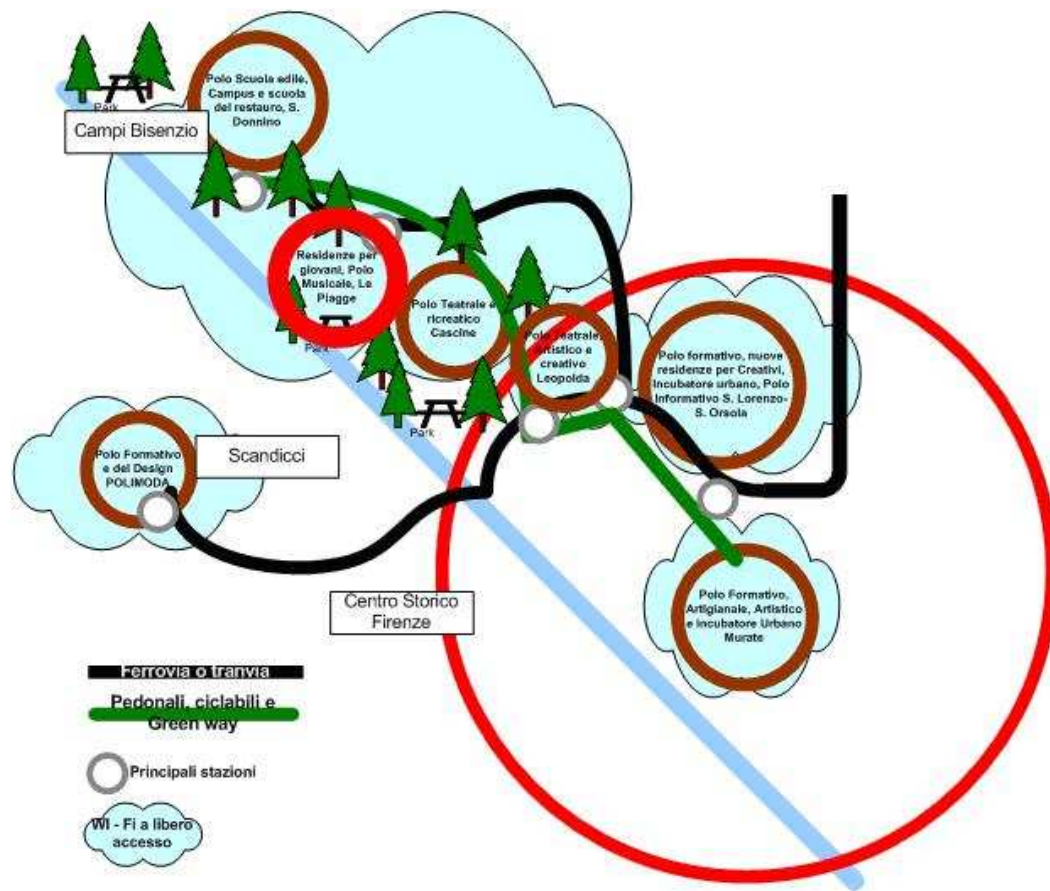 Polo Scuola edile,
Campus e scuola
del restauro, S.
Donnino
Park
Campi Bisenzio
Residenze per
giovani, Polo
Musicale, Le
Piagge
Park
Polo Teatrale e
ricreatico
Cascine
Polo Teatrale,
Artistico e
creativo
Leopolda
Polo formativo, nuove
residenze per Creativi,
Incubatore urbano, Polo
Informativo S. Lorenzo-
S. Orsola
Park
Polo Formativo
e del Design
POLIMODA
Scandicci
Centro Storico
Firenze
Polo Formativo,
Artigianale, Artistico
e incubatore Urbano
Murate
Ferrovia o tranvia
Pedonali, ciclabili e
Green way
Principali stazioni
Wi - Fi a libero
accesso